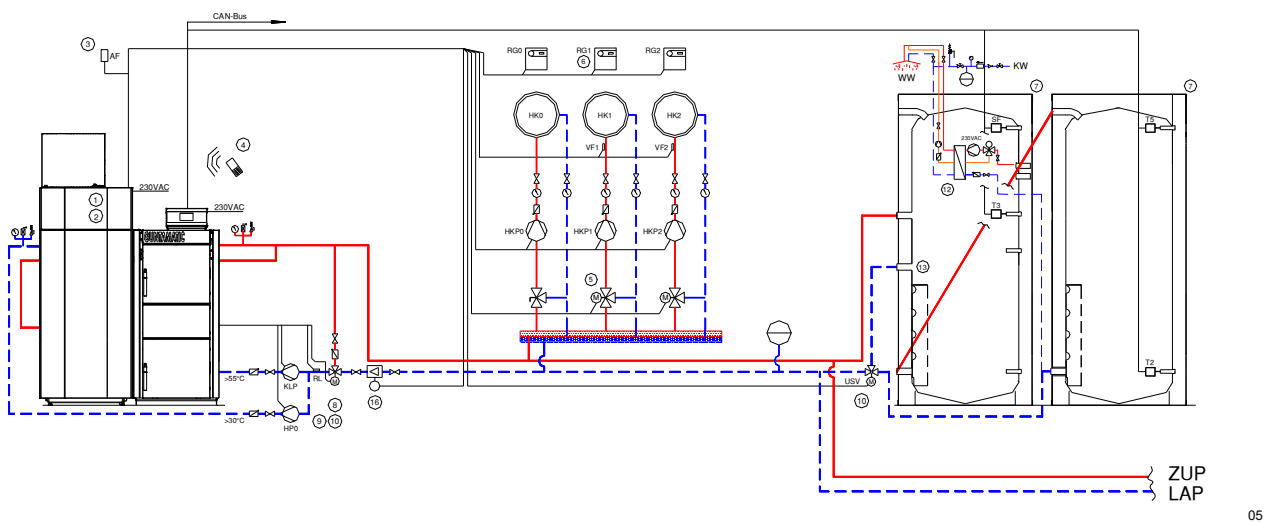 CAN-Bus
3
AF
RG0
RG1
RG2
6
WW
KW
7
7
4
HK0
HK1
HK2
SF
T5
VF1
VF2
230VAC
230VAC
1
2
12
230VAC
T3
GUNTAMATIC
HKP0
HKP1
HKP2
13
5
M
M
>55°C
KLP
RL
M
USV
M
T2
16
8
10
>30°C
HP0
9
10
ZUP
LAP
05